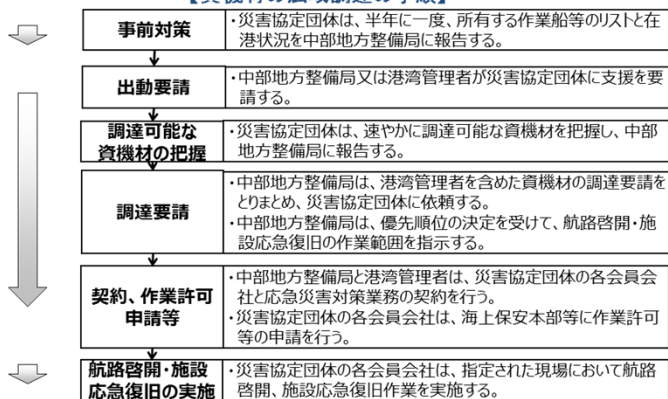 【資機材の広域調達の手順】
事前対策
・災害協定団体は、半年に一度、所有する作業船等のリストと在
港状況を中部地方整備局に報告する。
出動要請
・中部地方整備局又は港湾管理者が災害協定団体に支援を要
請する。
調達可能な
資機材の把握
・災害協定団体は、速やかに調達可能な資機材を把握し、中部
地方整備局に報告する。
調達要請
・中部地方整備局は、港湾管理者を含めた資機材の調達要請を
とりまとめ、災害協定団体に依頼する。
・中部地方整備局は、優先順位の決定を受けて、航路啓開・施
設応急復旧の作業範囲を指示する。
契約、作業許可
申請等
・中部地方整備局と港湾管理者は、災害協定団体の各会員会
社と応急災害対策業務の契約を行う。
・災害協定団体の各会員会社は、海上保安本部等に作業許可
等の申請を行う。
航路啓開・施設
応急復旧の実施
・災害協定団体の各会員会社は、指定された現場において航路
啓開、施設応急復旧作業を実施する。